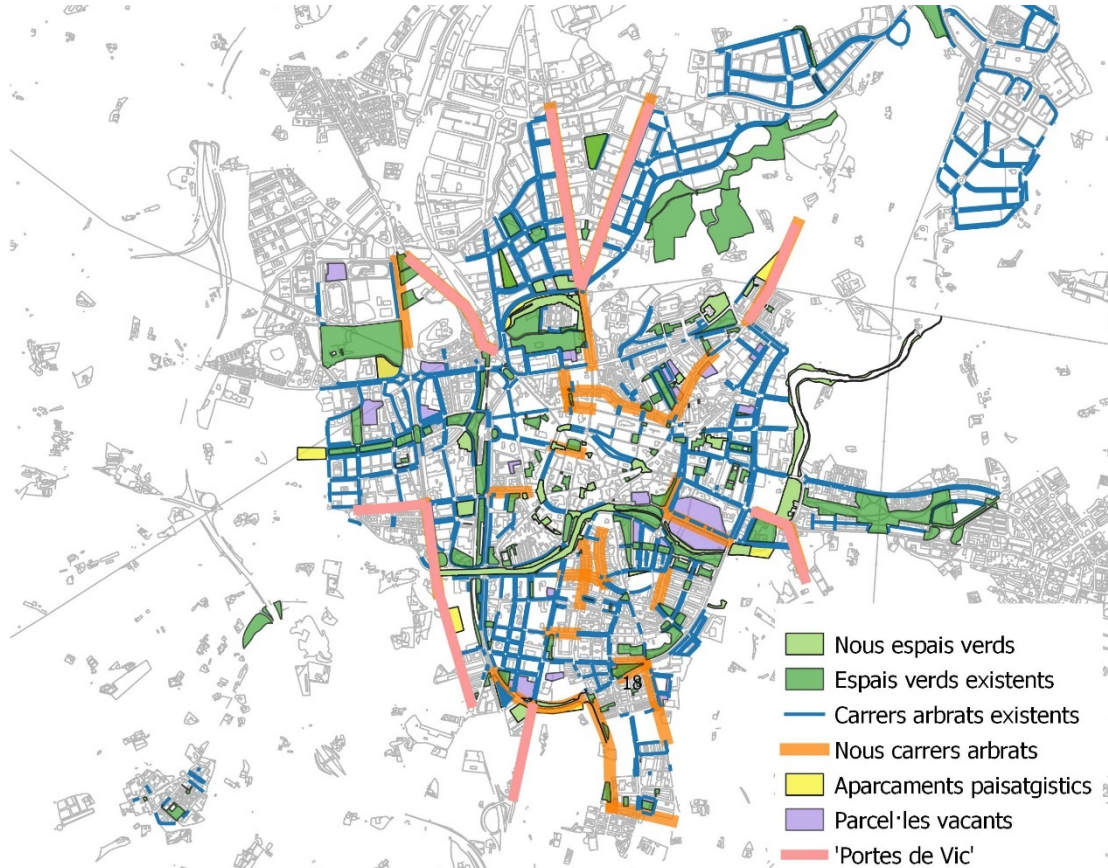 18
Nous espais verds
Espais verds existents
Carrers arbrats existents
Nous carrers arbrats
Aparcaments paisatgistics
Parcel·les vacants
'Portes de Vic'